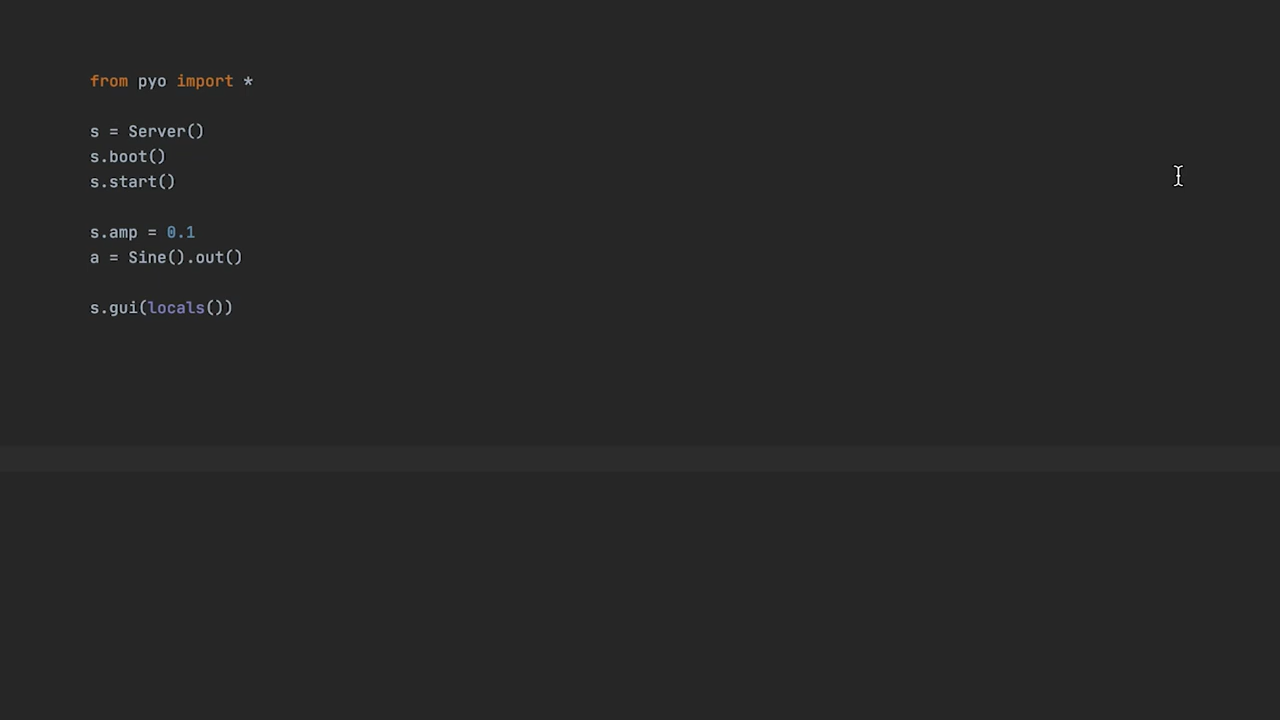 from pyo import *
s = Server()
s.boot()
s.start()
s.amp = 0.1
a = Sine().out()
s.gui(locals())